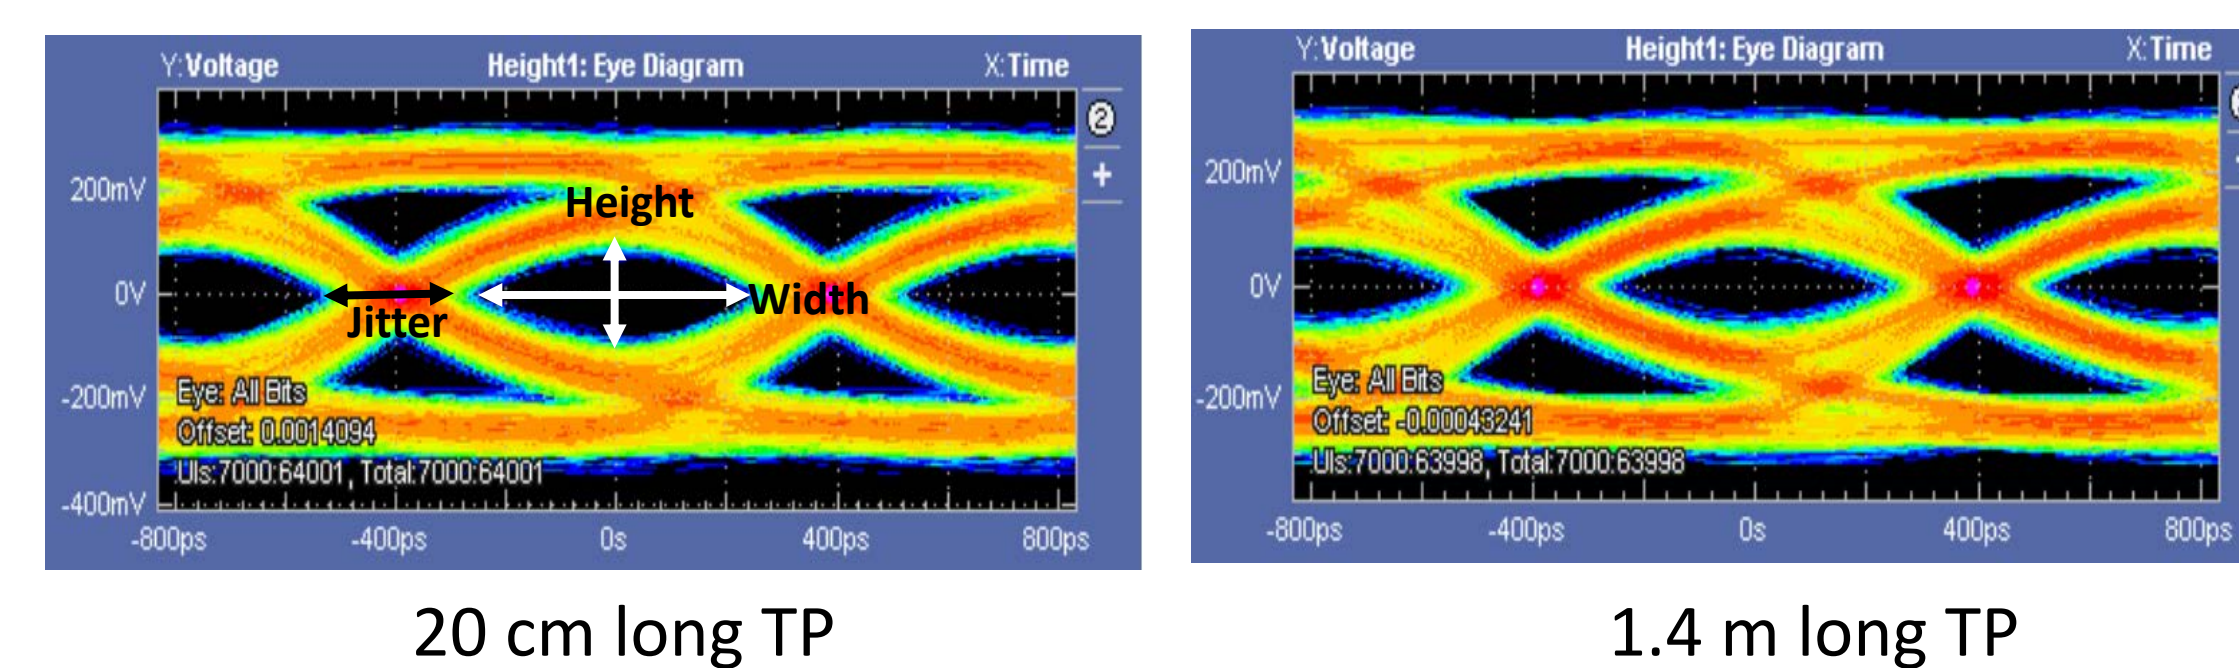 Y:Voltage Height1: Eye Diagram X:Time
2
+
200mV
0V
-200mV
-400mV
Height
Width
Jitter
Eye: All Bits
Offset: 0.0014094
UIs:7000:64001, Total:7000:64001
-800ps -400ps 0s 400ps 800ps
20 cm long TP
Y:Voltage Height1: Eye Diagram X:Time
200mV
0V
-200mV
Eye: All Bits
Offset: -0.00043241
UIs:7000:63998, Total:7000:63998
-800ps -400ps 0s 400ps 800ps
1.4 m long TP